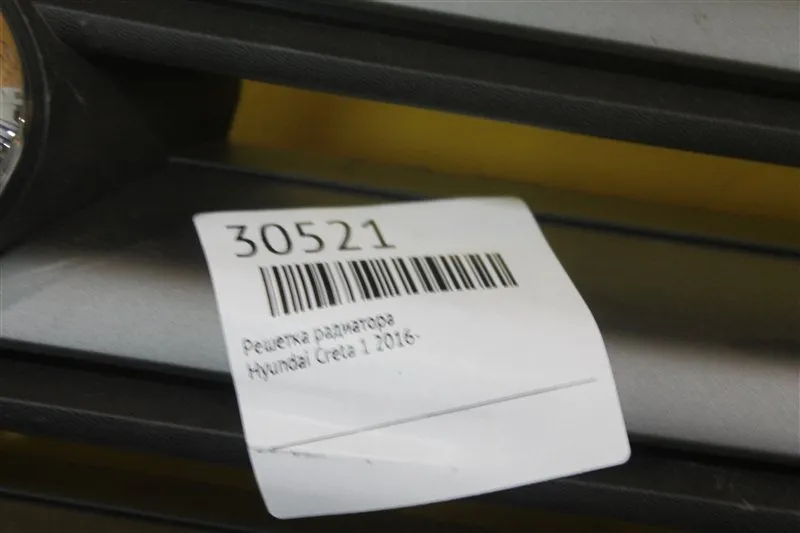 30521
Решетка радиатора
Hyundai Creta 1 2016-